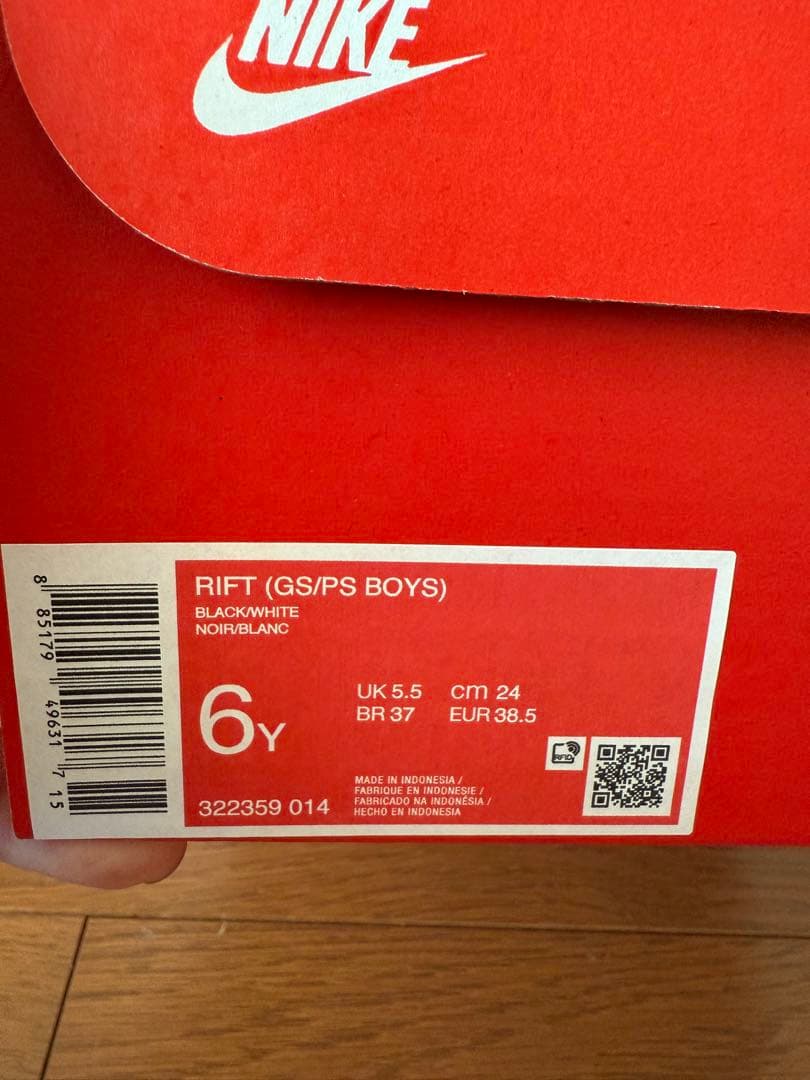 NIKE
RIFT (GS/PS BOYS)
BLACK/WHITE
NOIR/BLANC
6Y
UK 5.5 cm 24
BR 37 EUR 38.5
RFID
MADE IN INDONESIA /
FABRIQUE EN INDONESIE /
FABRICADO NA INDONÉSIA /
HECHO EN INDONESIA
322359 014
8 85179 49631 7 15